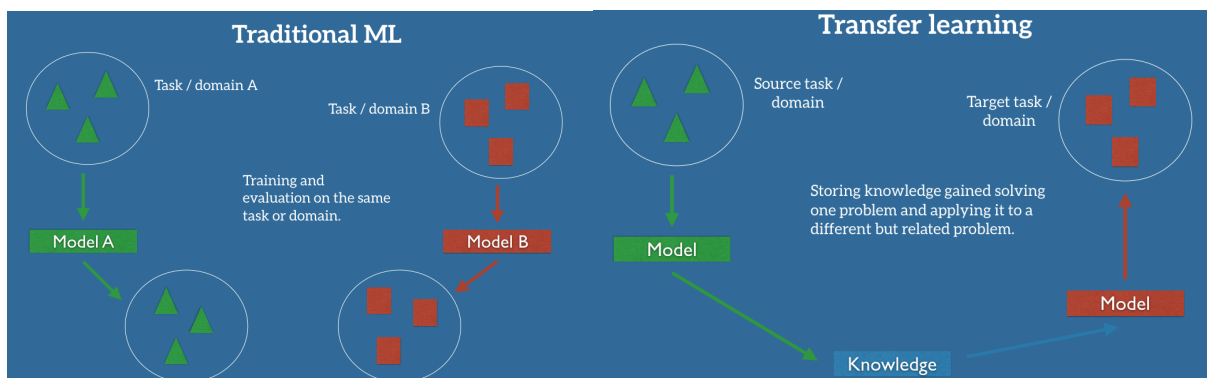 Traditional ML
Task / domain A
Task / domain B
Training and
evaluation on the same
task or domain.
Model A
Model B
Transfer learning
Source task /
domain
Target task /
domain
Storing knowledge gained solving
one problem and applying it to a
different but related problem.
Model
Model
Knowledge